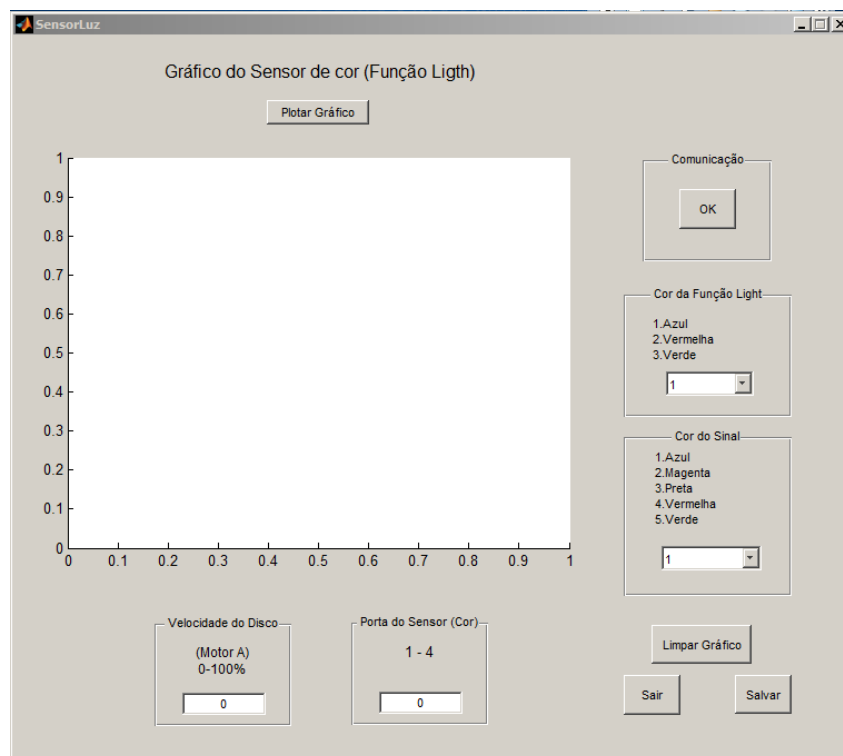 SensorLuz
Gráfico do Sensor de cor (Função Ligth)
Plotar Gráfico
1
0.9
0.8
0.7
0.6
0.5
0.4
0.3
0.2
0.1
0
0 0.1 0.2 0.3 0.4 0.5 0.6 0.7 0.8 0.9 1
Comunicação
OK
Cor da Função Light
1.Azul
2.Vermelha
3.Verde
1
Cor do Sinal
1.Azul
2.Magenta
3.Preta
4.Vermelha
5.Verde
1
Velocidade do Disco
(Motor A)
0-100%
0
Porta do Sensor (Cor)
1 - 4
0
Limpar Gráfico
Sair
Salvar